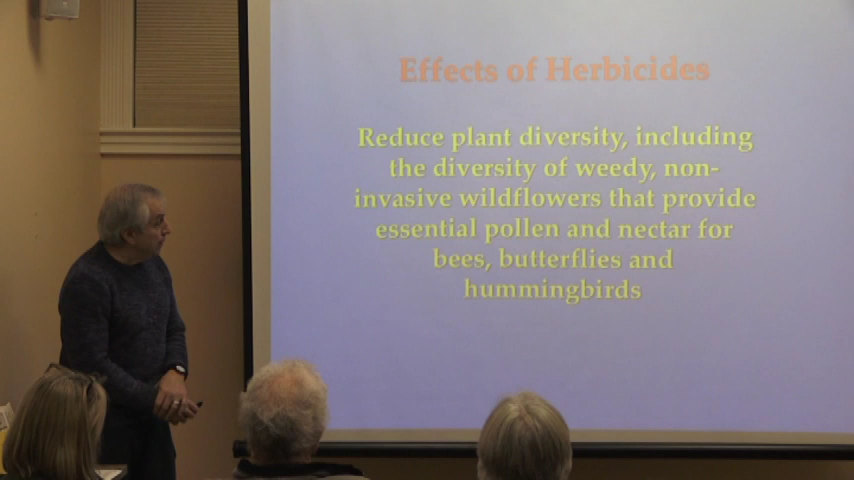 Effects of Herbicides
Reduce plant diversity, including
the diversity of weedy, non-
invasive wildflowers that provide
essential pollen and nectar for
bees, butterflies and
hummingbirds